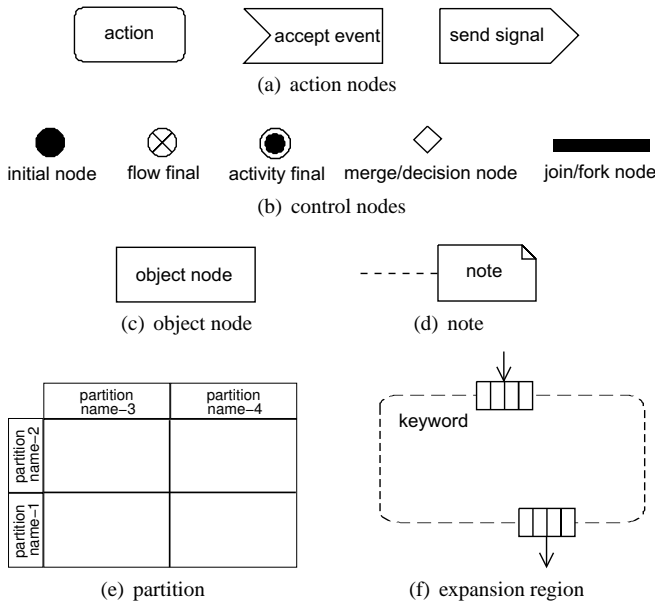 action
accept event
send signal
(a) action nodes
initial node
flow final
activity final
merge/decision node
join/fork node
(b) control nodes
object node
note
(c) object node
(d) note
partition
name-3
partition
name-4
partition
name-2
partition
name-1
keyword
(e) partition
(f) expansion region